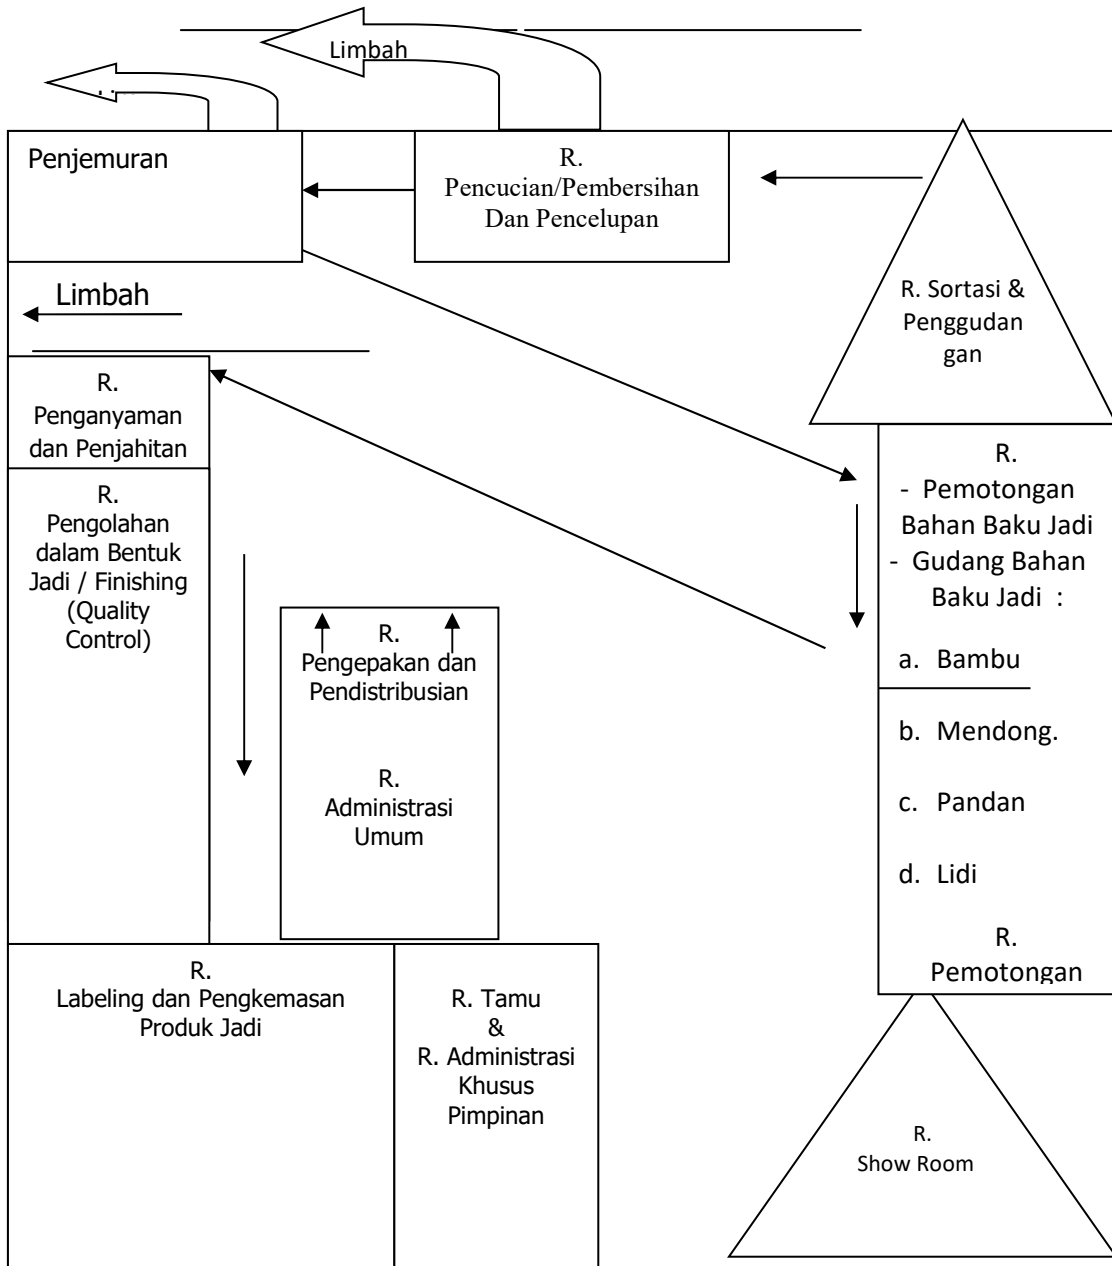 Limbah
Penjemuran
R.
Pencucian/Pembersihan
Dan Pencelupan
R. Sortasi &
Penggudan
gan
Limbah
R.
Penganyaman
dan Penjahitan
R.
Pengolahan
dalam Bentuk
Jadi / Finishing
(Quality
Control)
R.
Pengepakan dan
Pendistribusian
R.
Administrasi
Umum
R.
- Pemotongan
Bahan Baku Jadi
- Gudang Bahan
Baku Jadi :
a. Bambu
b. Mendong.
c. Pandan
d. Lidi
R.
Pemotongan
R.
Labeling dan Pengkemasan
Produk Jadi
R. Tamu
&
R. Administrasi
Khusus
Pimpinan
R.
Show Room